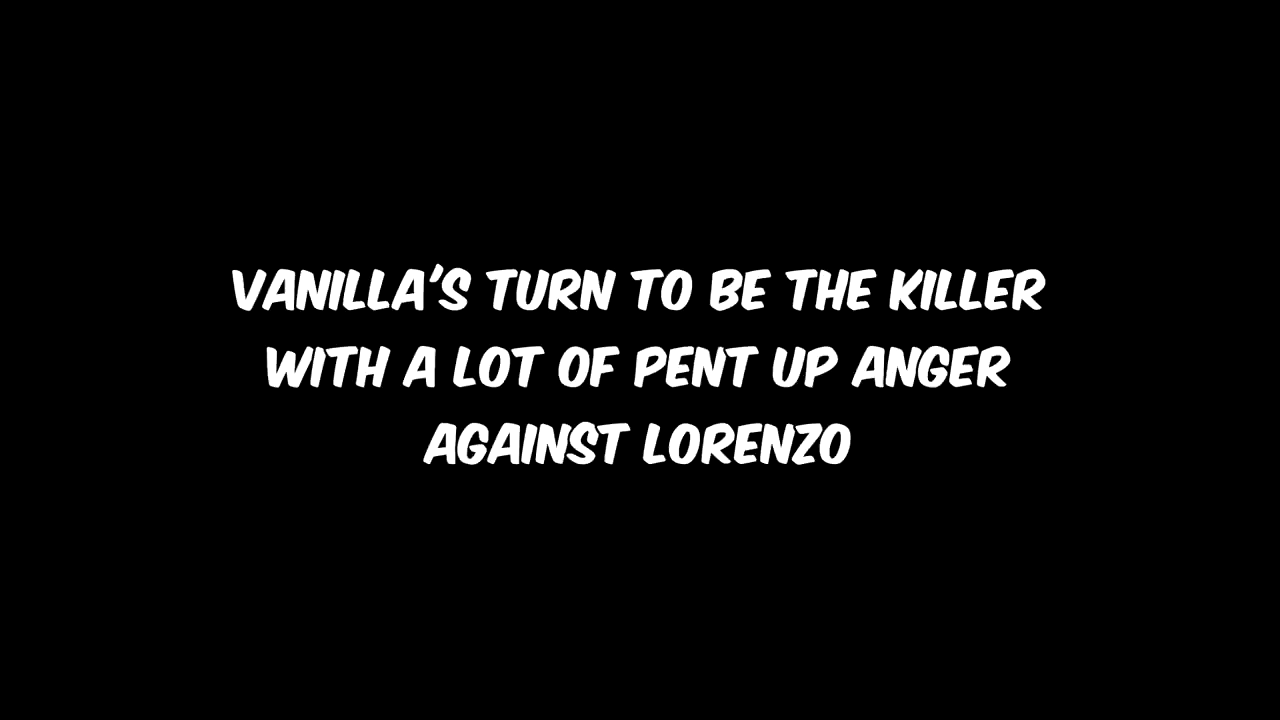 VANILLA'S TURN TO BE THE KILLER
WITH A LOT OF PENT UP ANGER
AGAINST LORENZO